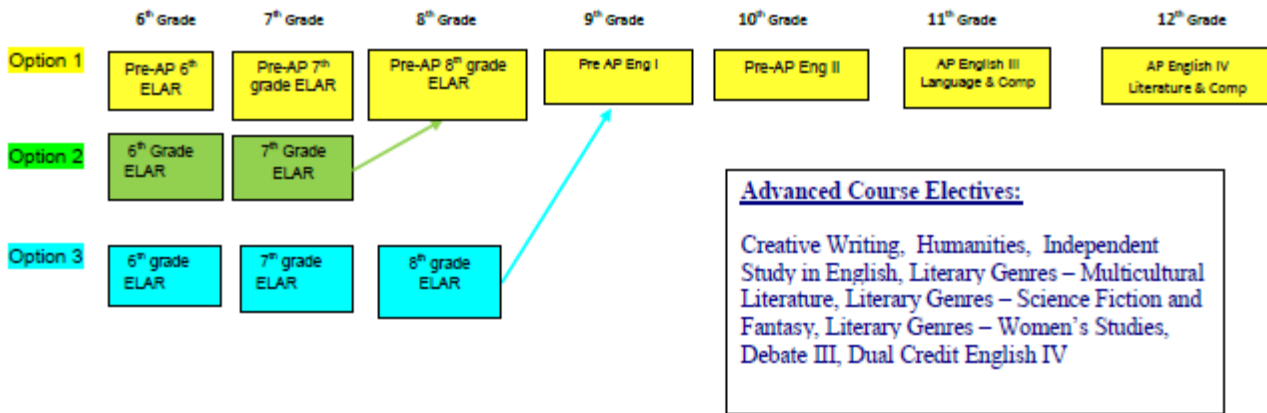 6th Grade 7th Grade 8th Grade 9th Grade 10th Grade 11th Grade 12th Grade
Option 1
Pre-AP 6th
ELAR
Pre-AP 7th
grade ELAR
Pre-AP 8th grade
ELAR
Pre AP Eng I
Pre-AP Eng II
AP English III
Language & Comp
AP English IV
Literature & Comp
Option 2
6th Grade
ELAR
7th Grade
ELAR
Option 3
6th grade
ELAR
7th grade
ELAR
8th grade
ELAR
Advanced Course Electives:
Creative Writing, Humanities, Independent
Study in English, Literary Genres – Multicultural
Literature, Literary Genres – Science Fiction and
Fantasy, Literary Genres – Women's Studies,
Debate III, Dual Credit English IV